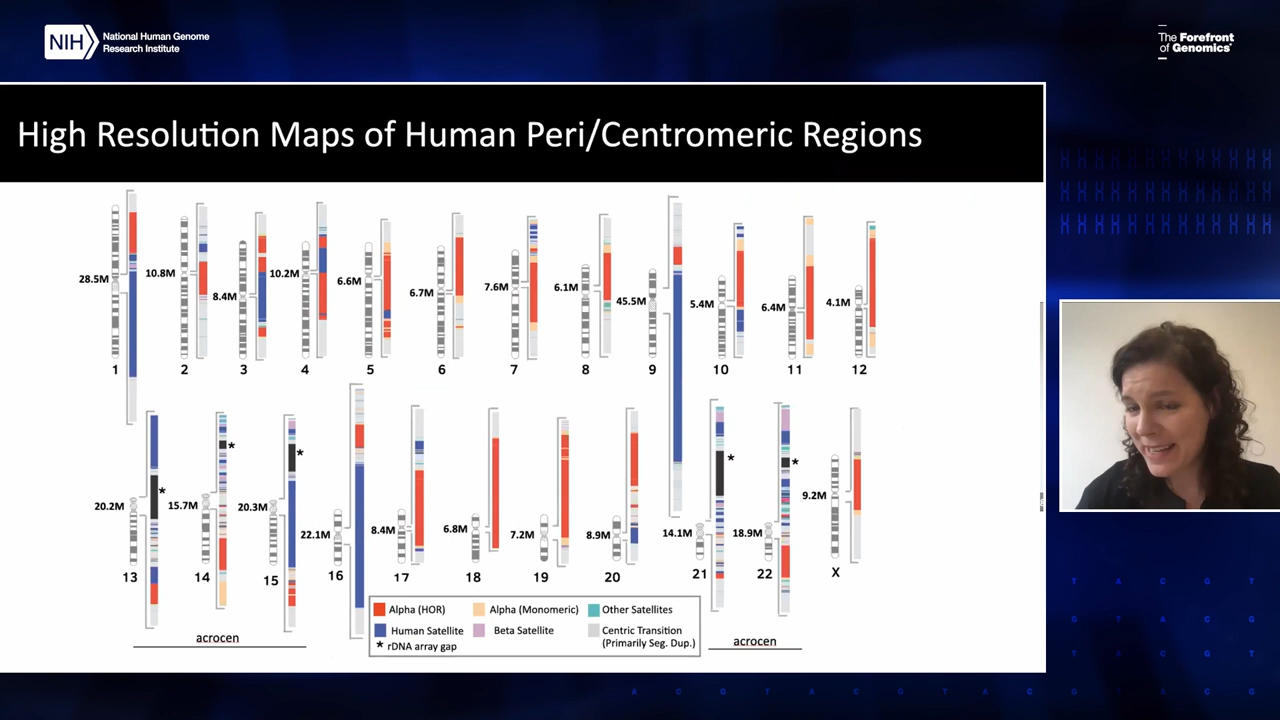 NIH National Human Genome
Research Institute
The Forefront
of Genomics®
High Resolution Maps of Human Peri/Centromeric Regions
28.5M
10.8M
8.4M
10.2M
6.6M
6.7M
7.6M
6.1M
45.5M
5.4M
6.4M
4.1M
1 2 3 4 5 6 7 8 9 10 11 12
20.2M
*
15.7M
*
20.3M
*
22.1M
8.4M
6.8M
7.2M
8.9M
14.1M
*
18.9M
*
9.2M
13 14 15 16 17 18 19 20 21 22 X
acrocen
acrocen
Alpha (HOR)
Alpha (Monomeric)
Other Satellites
Human Satellite
Beta Satellite
Centric Transition
(Primarily Seg. Dup.)
* rDNA array gap
T A C G T
A C G T A C G T A C G T A C G